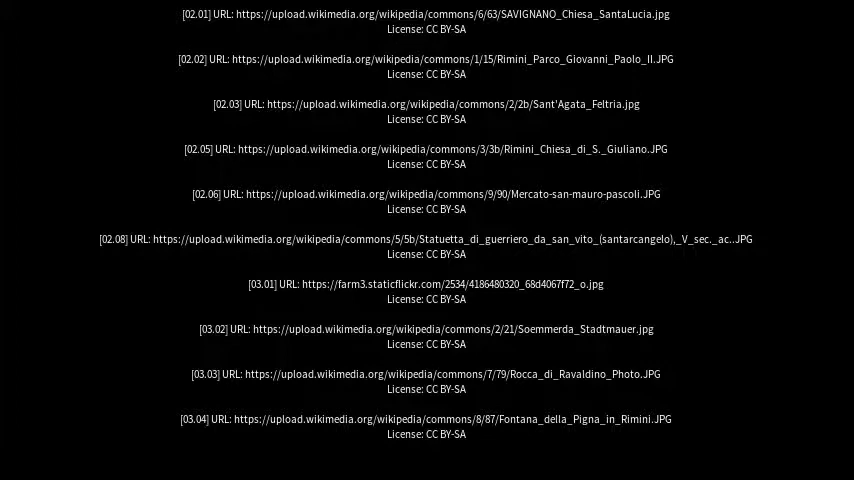 [02.01] URL: https://upload.wikimedia.org/wikipedia/commons/6/63/SAVIGNANO_Chiesa_SantaLucia.jpg
License: CC BY-SA
[02.02] URL: https://upload.wikimedia.org/wikipedia/commons/1/15/Rimini_Parco_Giovanni_Paolo_II.JPG
License: CC BY-SA
[02.03] URL: https://upload.wikimedia.org/wikipedia/commons/2/2b/Sant'Agata_Feltria.jpg
License: CC BY-SA
[02.05] URL: https://upload.wikimedia.org/wikipedia/commons/3/3b/Rimini_Chiesa_di_S._Giuliano.JPG
License: CC BY-SA
[02.06] URL: https://upload.wikimedia.org/wikipedia/commons/9/90/Mercato-san-mauro-pascoli.JPG
License: CC BY-SA
[02.08] URL: https://upload.wikimedia.org/wikipedia/commons/5/5b/Statuetta_di_guerriero_da_san_vito_(santarcangelo),_V_sec._ac..JPG
License: CC BY-SA
[03.01] URL: https://farm3.staticflickr.com/2534/4186480320_68d4067f72_o.jpg
License: CC BY-SA
[03.02] URL: https://upload.wikimedia.org/wikipedia/commons/2/21/Soemmerda_Stadtmauer.jpg
License: CC BY-SA
[03.03] URL: https://upload.wikimedia.org/wikipedia/commons/7/79/Rocca_di_Ravaldino_Photo.JPG
License: CC BY-SA
[03.04] URL: https://upload.wikimedia.org/wikipedia/commons/8/87/Fontana_della_Pigna_in_Rimini.JPG
License: CC BY-SA